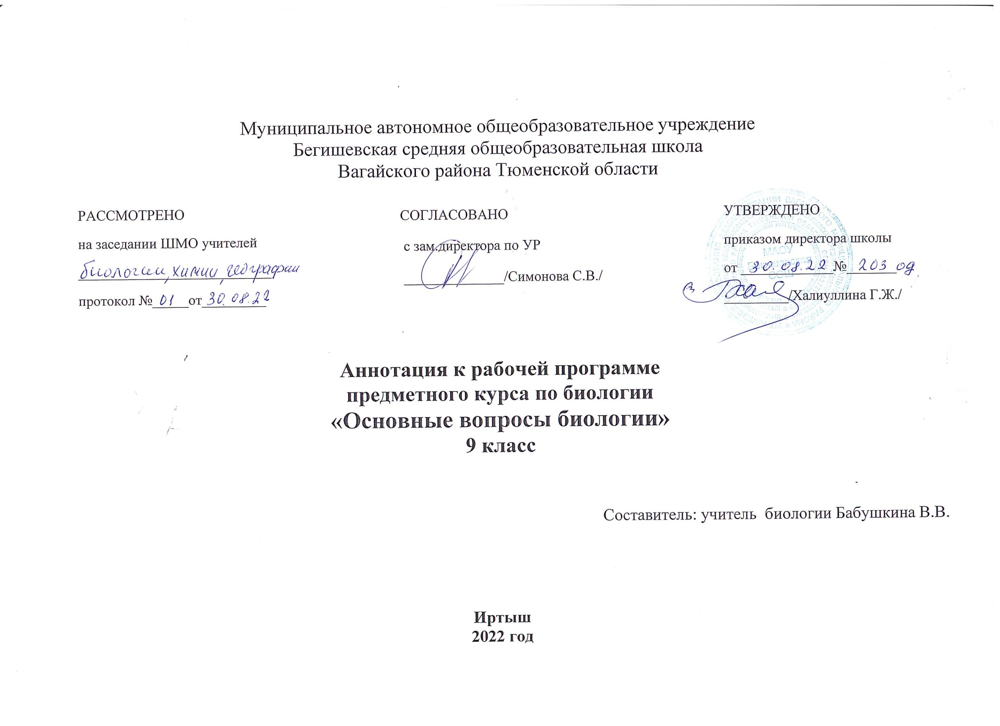 Муниципальное автономное общеобразовательное учреждение
Бегишевская средняя общеобразовательная школа
Вагайского района Тюменской области
РАССМОТРЕНО
на заседании ШМО учителей
биологии, химии, географии
протокол № 01 от 30.08.22
СОГЛАСОВАНО
с зам.директора по УР
/Симонова С.В./
УТВЕРЖДЕНО
приказом директора школы
от 30.08.22 № 203 од
/Халиуллина Г.Ж./
МАОУ
Бегишевская
СОШ
Аннотация к рабочей программе
предметного курса по биологии
«Основные вопросы биологии»
9 класс
Составитель: учитель биологии Бабушкина В.В.
Иртыш
2022 год